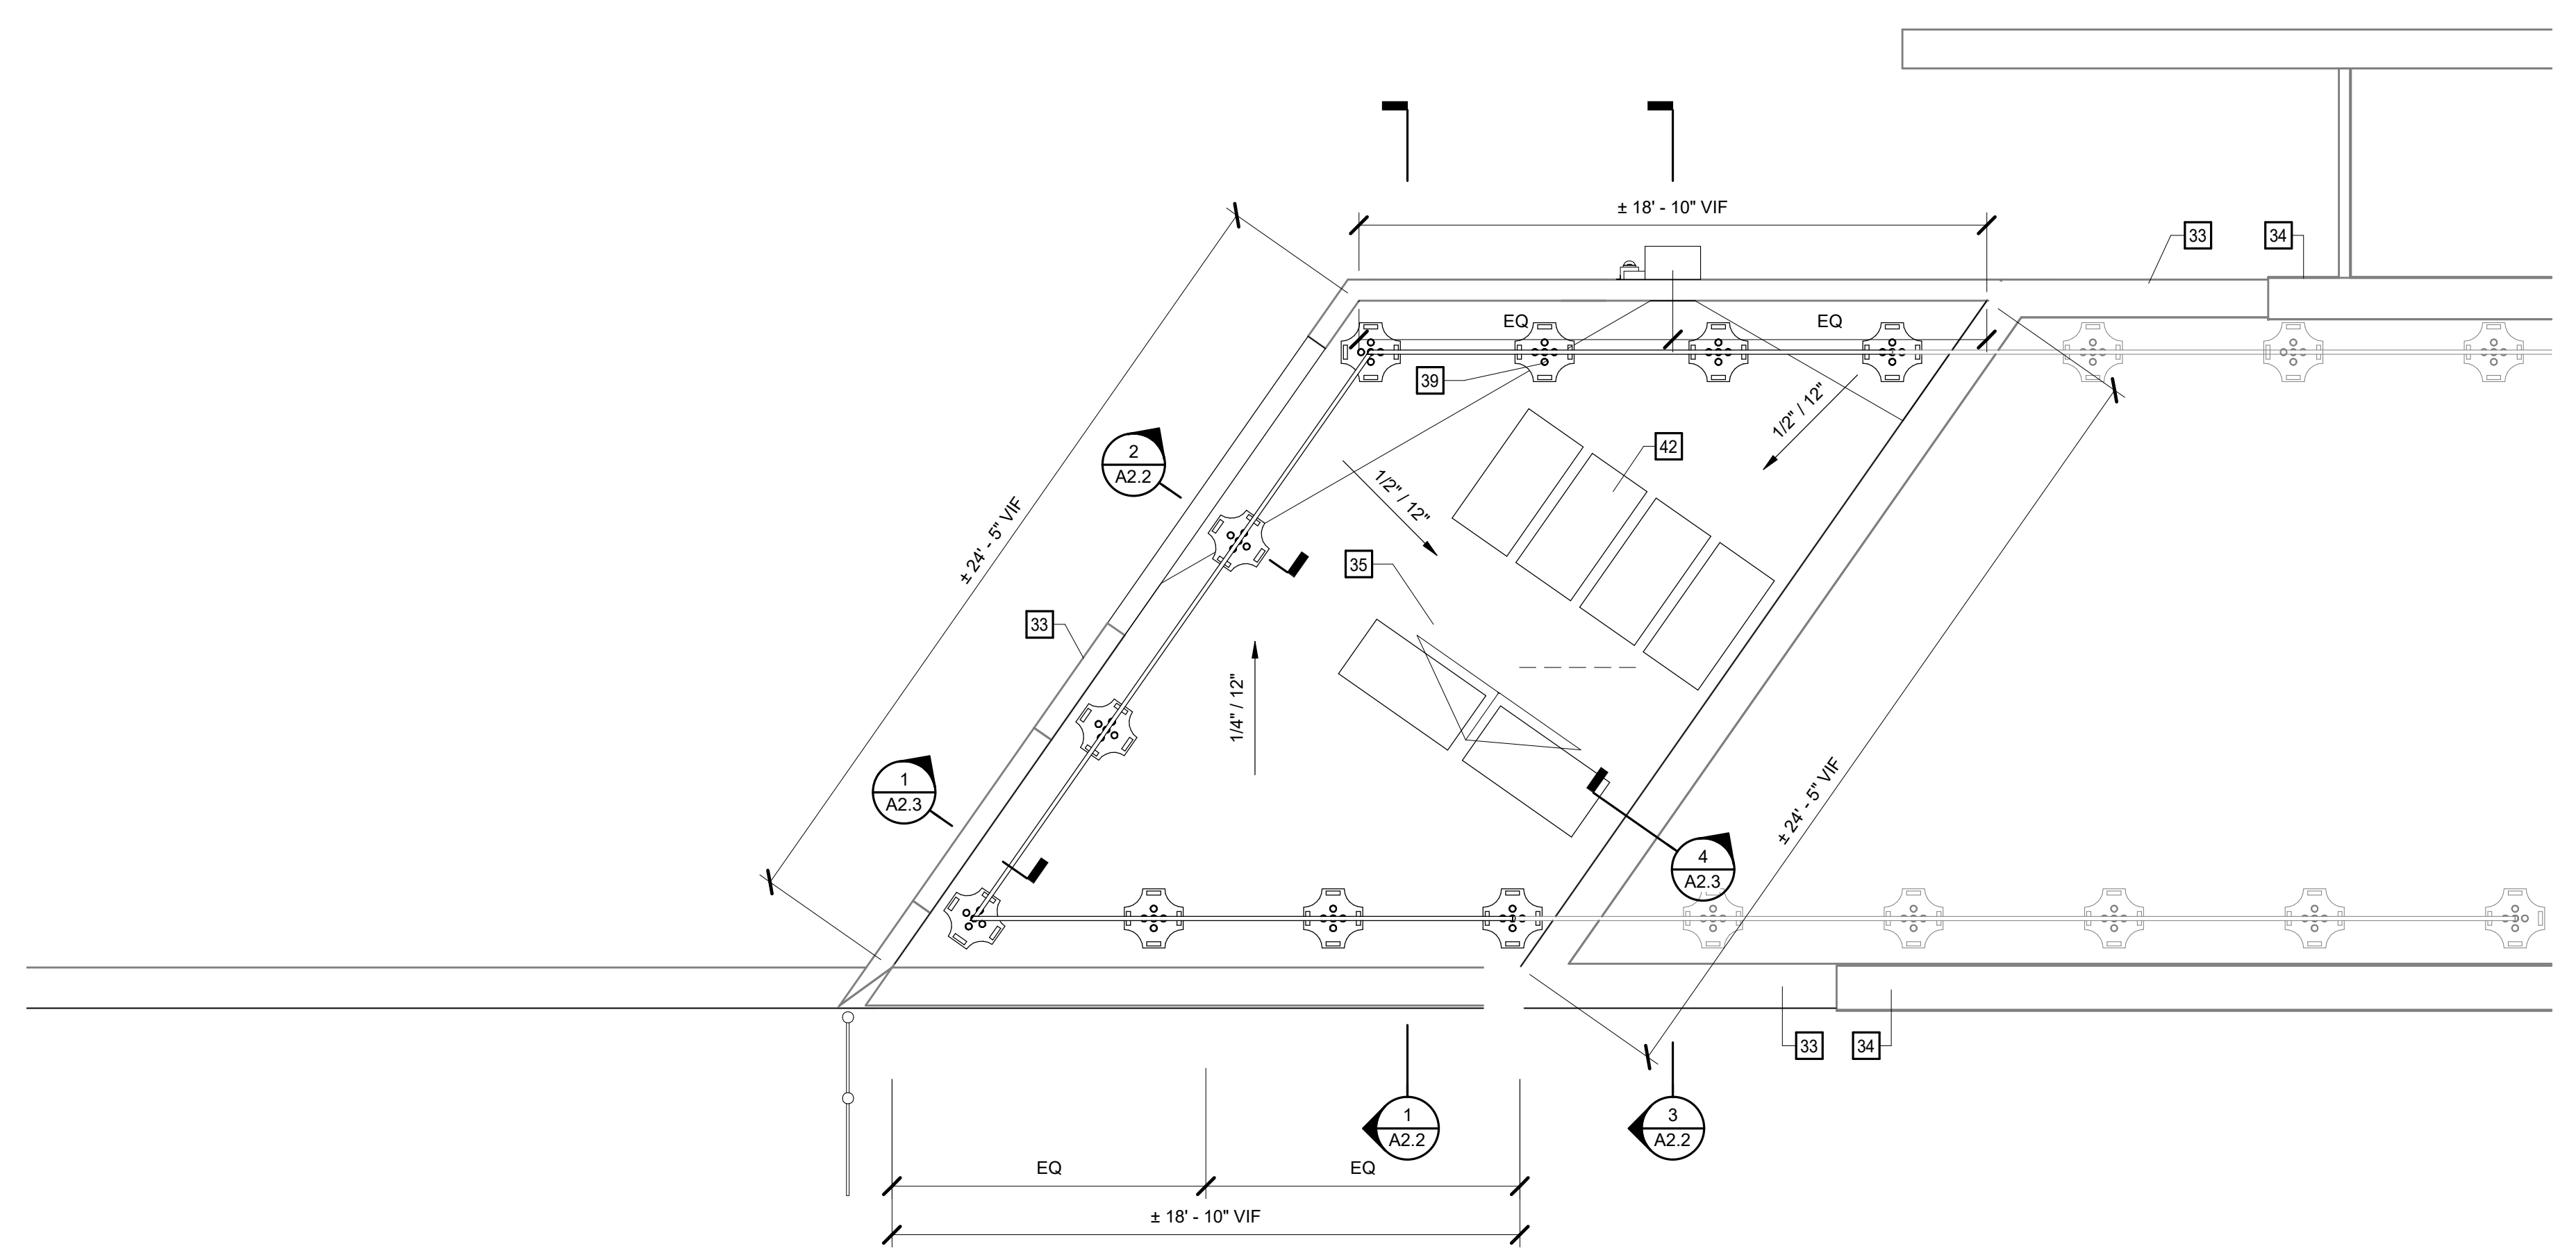 ± 18' - 10" VIF
33
34
EQ
EQ
39
1/2" / 12"
42
2
A2.2
1/2" / 12"
± 24' - 5" VIF
35
33
1/4" / 12"
1
A2.3
± 24' - 5" VIF
4
A2.3
33
34
1
A2.2
3
A2.2
EQ
EQ
± 18' - 10" VIF